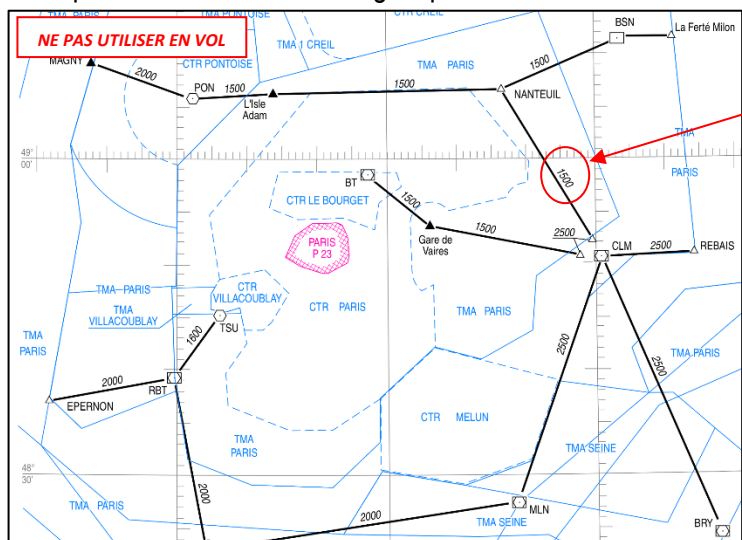 TMA PONTOISE
CTR CREIL
NE PAS UTILISER EN VOL
TMA 1 CREIL
BSN
La Ferté Milon
MAGNY
2000
CTR PONTOISE
TMA PARIS
1500
PON
1500
1500
L'Isle
Adam
NANTEUIL
TMA
49°
00'
1500
PARIS
BT
1500
CTR LE BOURGET
1500
2500
PARIS
P 23
Gare de
Vaires
CLM
2500
REBAIS
TMA PARIS
CTR
VILLACOUBLAY
TMA
VILLACOUBLAY
CTR PARIS
TMA
PARIS
TSU
1600
2500
2500
TMA PARIS
TMA
PARIS
2000
RBT
EPERNON
CTR MELUN
TMA
PARIS
TMA SEINE
48°
30'
2000
TMA PARIS
MLN
2000
TMA SEINE
BRY